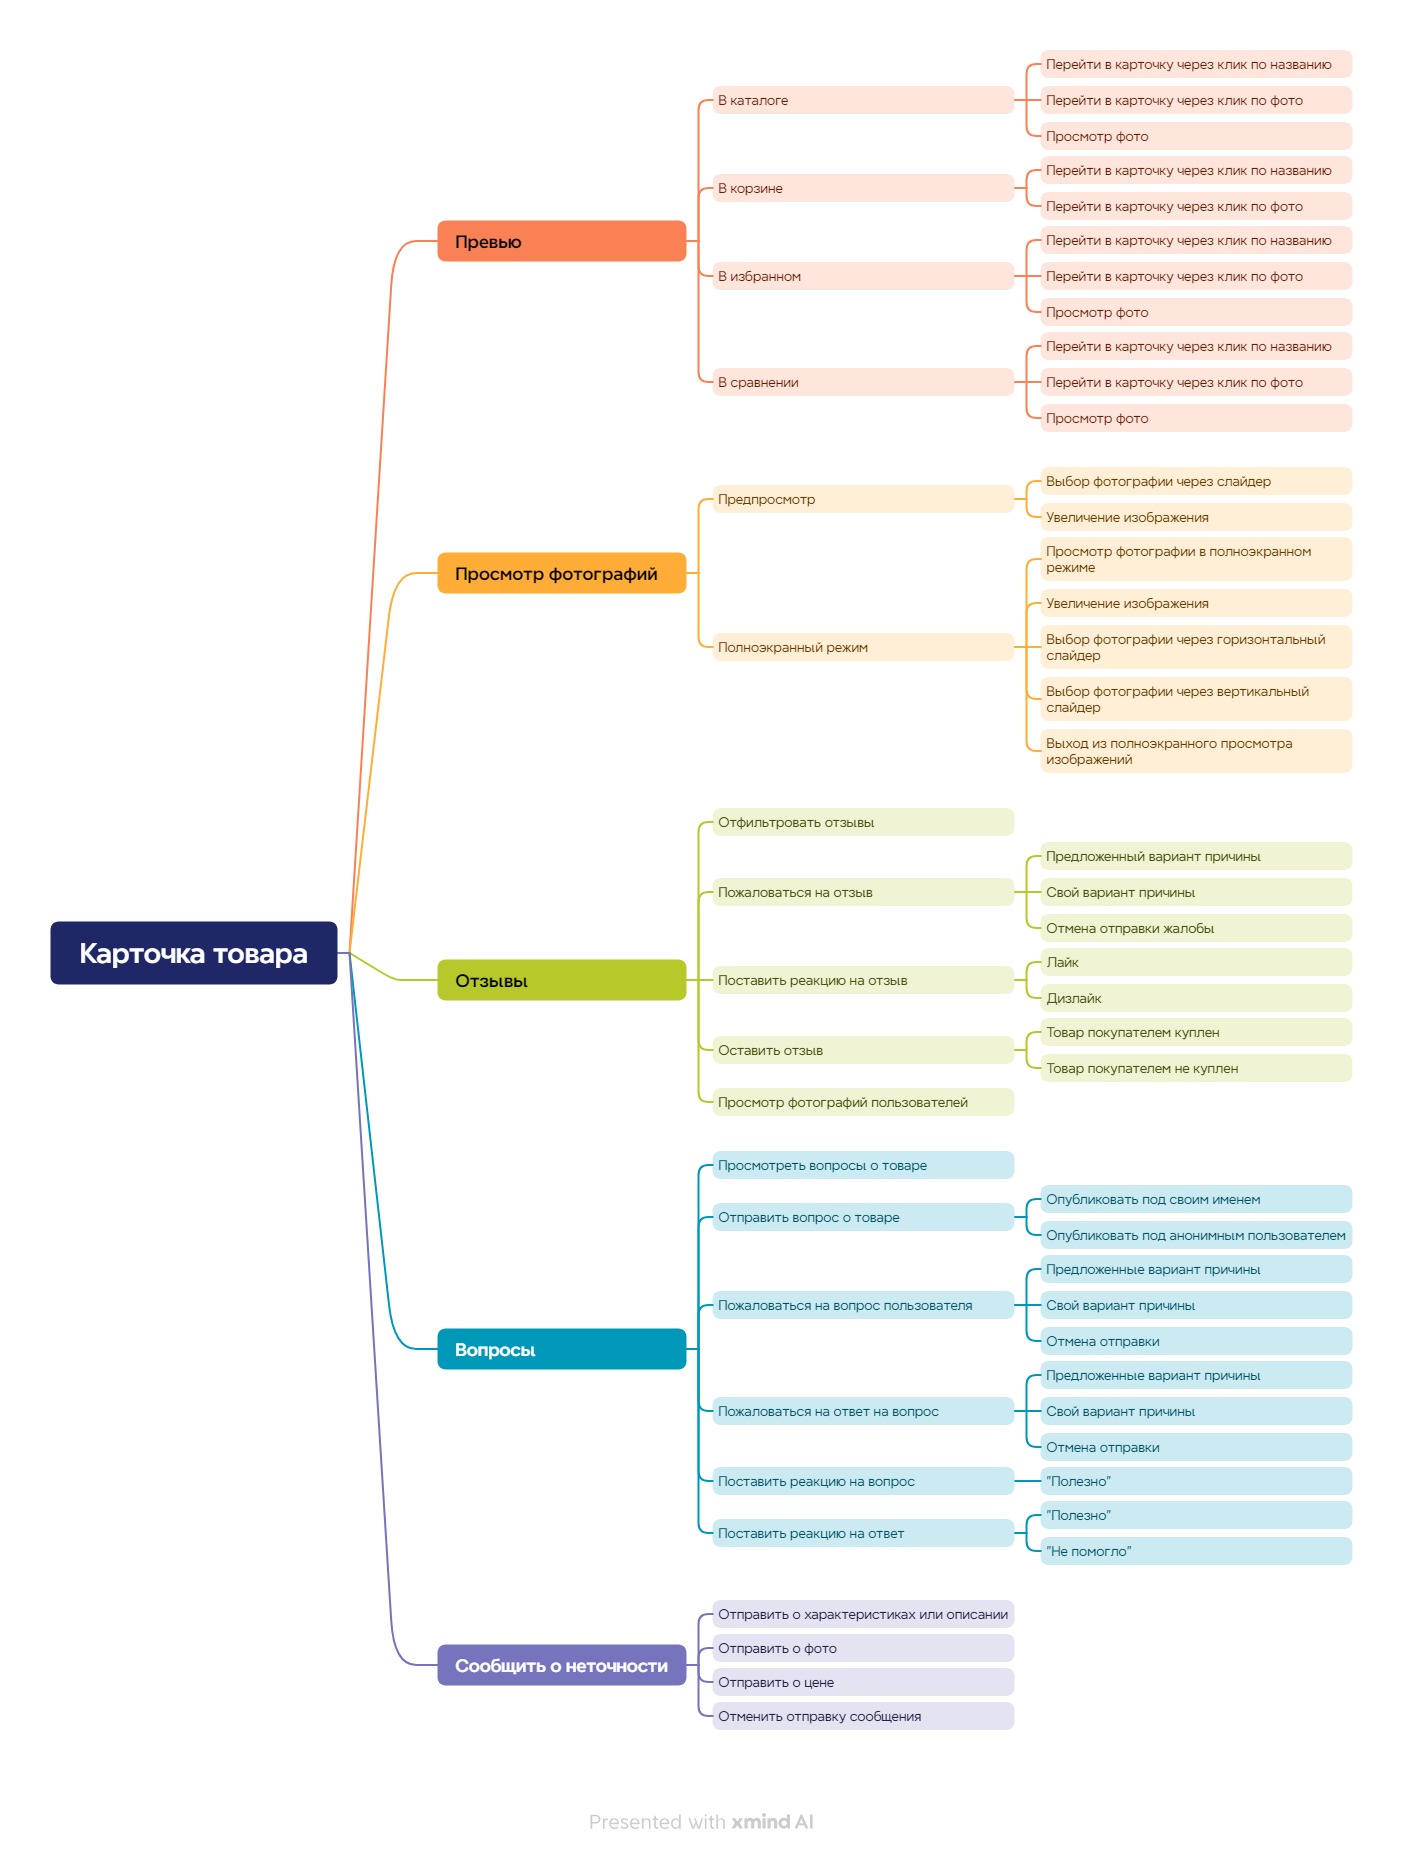 Карточка товара
Превью
В каталоге
Перейти в карточку через клик по названию
Перейти в карточку через клик по фото
Просмотр фото
В корзине
Перейти в карточку через клик по названию
Перейти в карточку через клик по фото
В избранном
Перейти в карточку через клик по названию
Перейти в карточку через клик по фото
Просмотр фото
В сравнении
Перейти в карточку через клик по названию
Перейти в карточку через клик по фото
Просмотр фото
Просмотр фотографий
Предпросмотр
Выбор фотографии через слайдер
Увеличение изображения
Полноэкранный режим
Просмотр фотографии в полноэкранном
режиме
Увеличение изображения
Выбор фотографии через горизонтальный
слайдер
Выбор фотографии через вертикальный
слайдер
Выход из полноэкранного просмотра
изображений
Отзывы
Отфильтровать отзывы
Пожаловаться на отзыв
Предложенный вариант причины
Свой вариант причины
Отмена отправки жалобы
Поставить реакцию на отзыв
Лайк
Дизлайк
Оставить отзыв
Товар покупателем куплен
Товар покупателем не куплен
Просмотр фотографий пользователей
Вопросы
Просмотреть вопросы о товаре
Отправить вопрос о товаре
Опубликовать под своим именем
Опубликовать под анонимным пользователем
Пожаловаться на вопрос пользователя
Предложенные вариант причины
Свой вариант причины
Отмена отправки
Пожаловаться на ответ на вопрос
Предложенные вариант причины
Свой вариант причины
Отмена отправки
Поставить реакцию на вопрос
"Полезно"
Поставить реакцию на ответ
"Полезно"
"Не помогло"
Сообщить о неточности
Отправить о характеристиках или описании
Отправить о фото
Отправить о цене
Отменить отправку сообщения
Presented with xmind AI